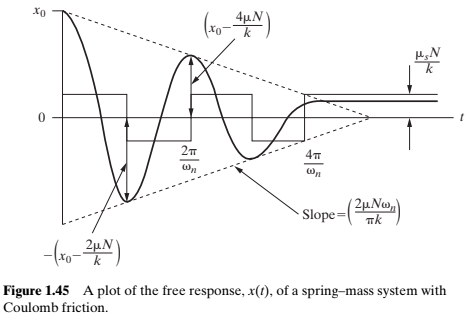 x₀
(x₀−4μN/k)
μₛN/k
0
t
2π/ωₙ
4π/ωₙ
Slope=(2μNωₙ/πk)
−(x₀−2μN/k)
Figure 1.45 A plot of the free response, x(t), of a spring–mass system with
Coulomb friction.